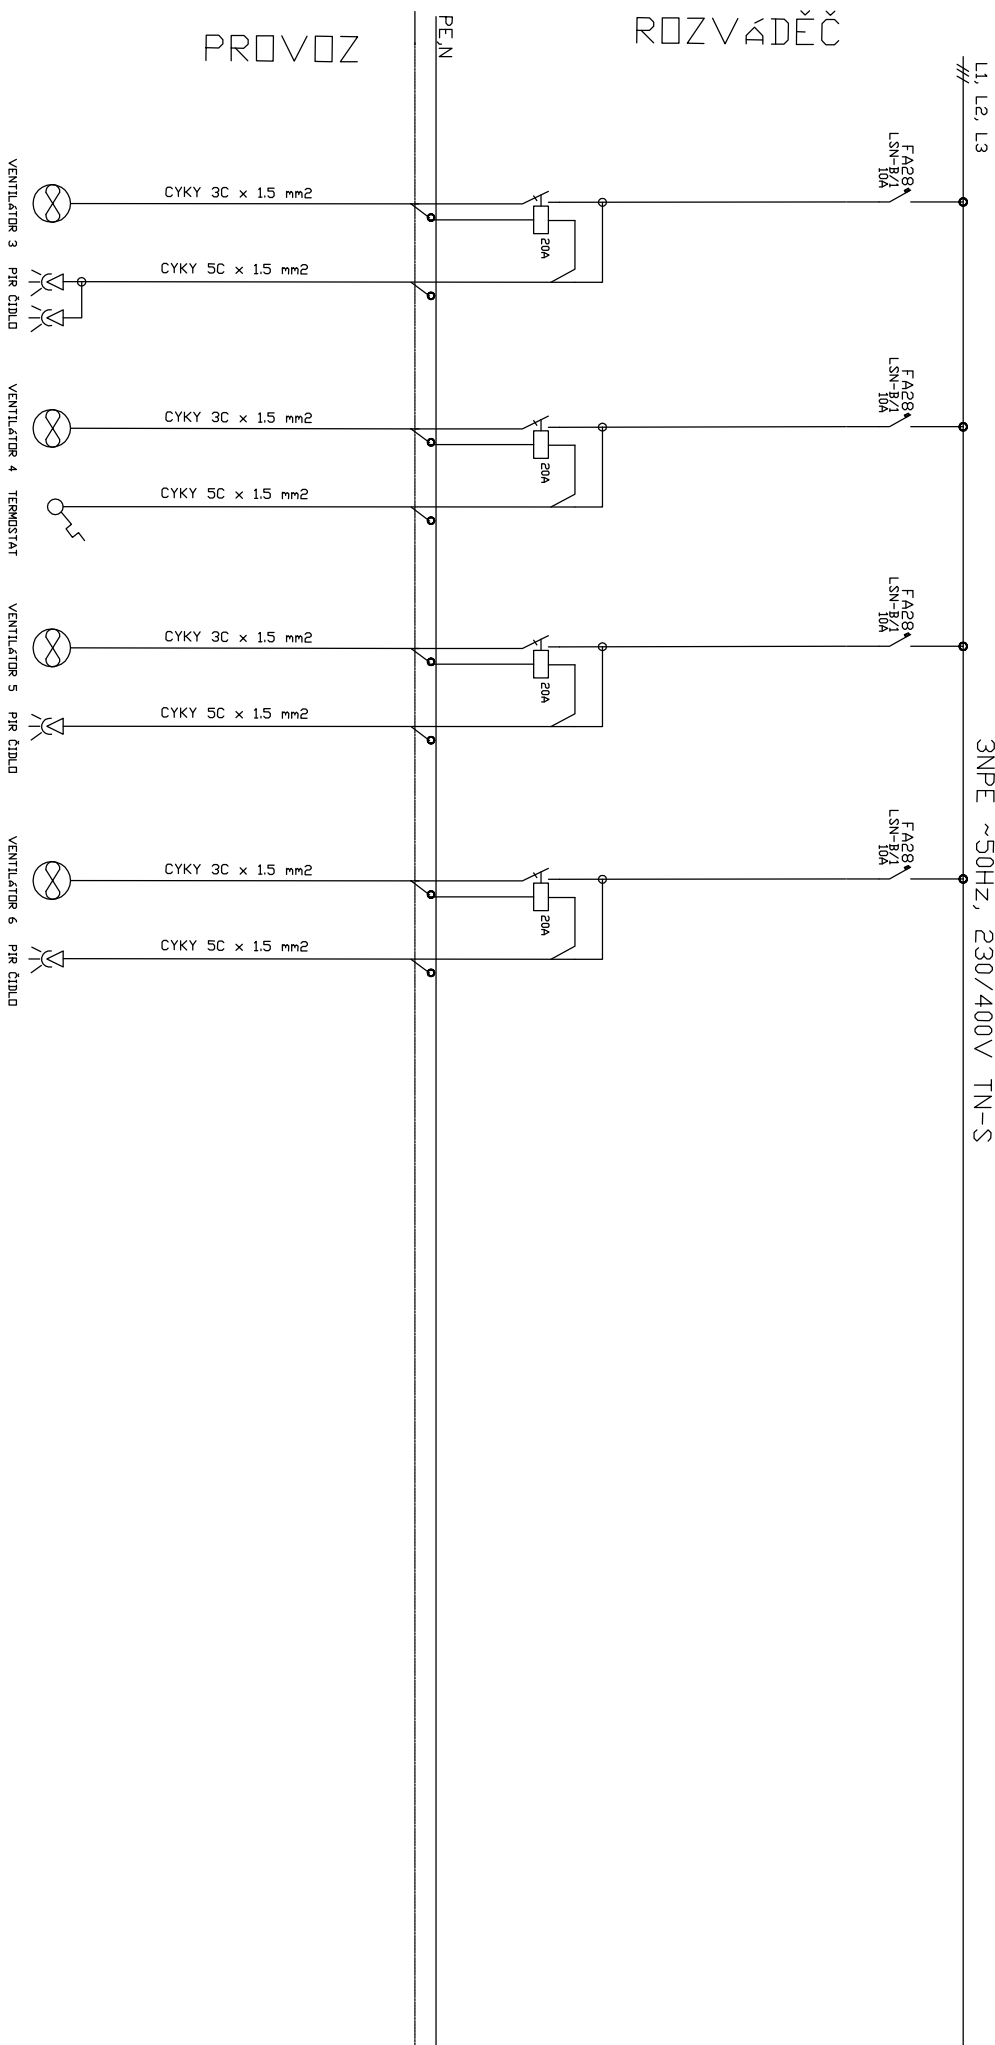 ROZVáDĚČ
PROVOZ
PE,N
L1, L2, L3
3NPE ~50Hz, 230/400V TN-S
FA28
LSN-B/1
10A
20A
CYKY 3C x 1.5 mm2
CYKY 5C x 1.5 mm2
VENTILáTOR 3
PIR ČIDLO
FA28
LSN-B/1
10A
20A
CYKY 3C x 1.5 mm2
CYKY 5C x 1.5 mm2
VENTILáTOR 4
TERMOSTAT
FA28
LSN-B/1
10A
20A
CYKY 3C x 1.5 mm2
CYKY 5C x 1.5 mm2
VENTILáTOR 5
PIR ČIDLO
FA28
LSN-B/1
10A
20A
CYKY 3C x 1.5 mm2
CYKY 5C x 1.5 mm2
VENTILáTOR 6
PIR ČIDLO